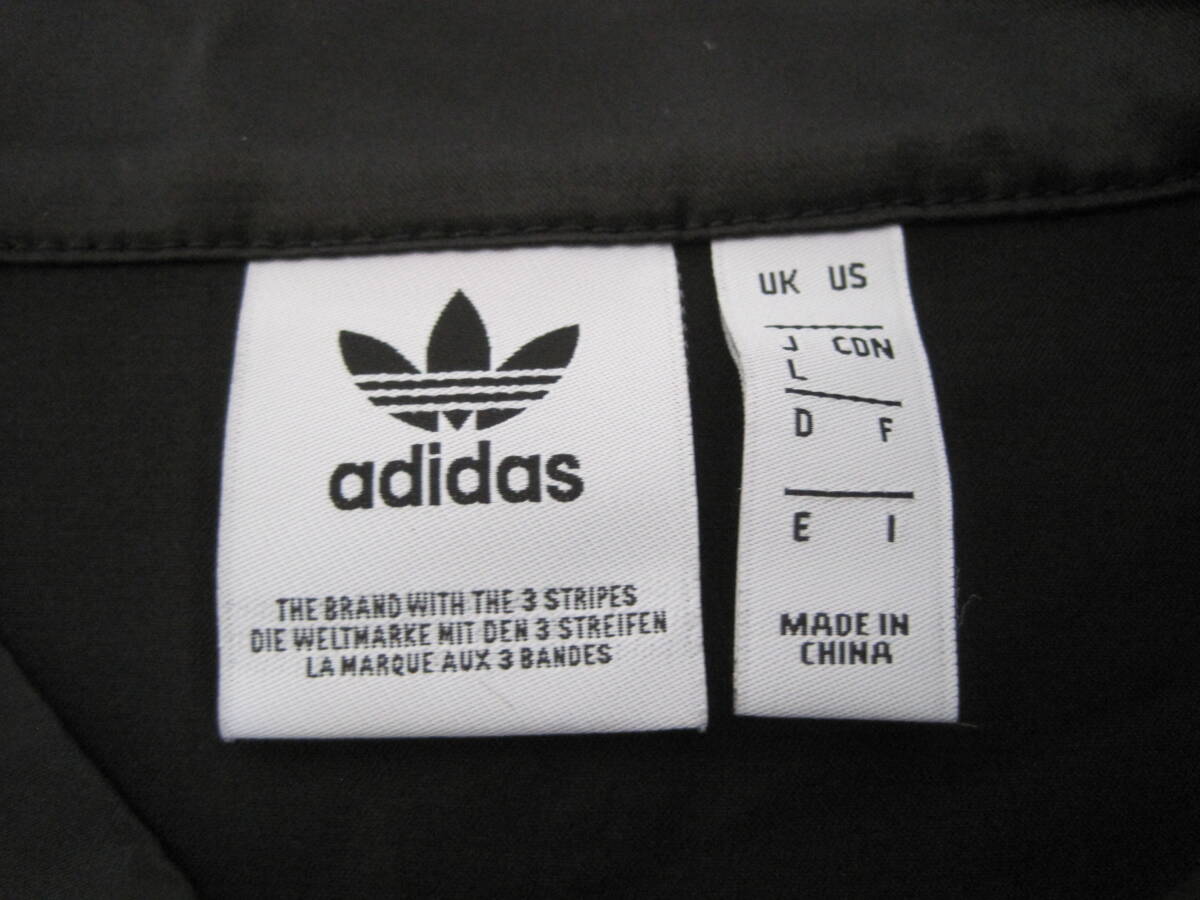 adidas
THE BRAND WITH THE 3 STRIPES
DIE WELTMARKE MIT DEN 3 STREIFEN
LA MARQUE AUX 3 BANDES
UK US
J CDN
L
D F
E I
MADE IN
CHINA